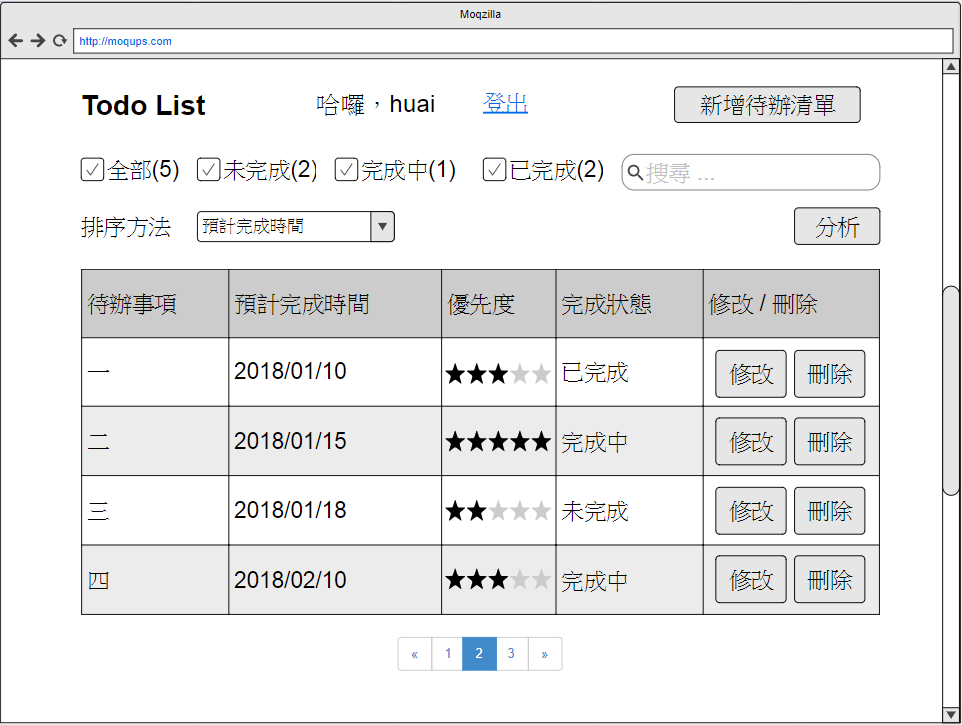 Moqzilla
http://moqups.com
Todo List 哈囉，huai 登出 新增待辦清單
全部(5) 未完成(2) 完成中(1) 已完成(2) 搜尋 ...
排序方法 預計完成時間 分析
待辦事項 預計完成時間 優先度 完成狀態 修改 / 刪除
一 2018/01/10 已完成 修改 刪除
二 2018/01/15 完成中 修改 刪除
三 2018/01/18 未完成 修改 刪除
四 2018/02/10 完成中 修改 刪除
« 1 2 3 »